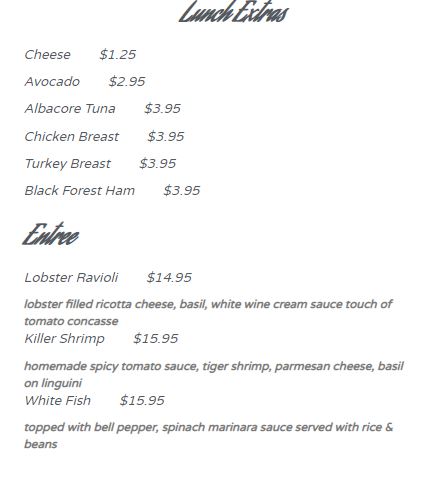 Lunch Extras
Cheese $1.25
Avocado $2.95
Albacore Tuna $3.95
Chicken Breast $3.95
Turkey Breast $3.95
Black Forest Ham $3.95
Entree
Lobster Ravioli $14.95
lobster filled ricotta cheese, basil, white wine cream sauce touch of
tomato concasse
Killer Shrimp $15.95
homemade spicy tomato sauce, tiger shrimp, parmesan cheese, basil
on linguini
White Fish $15.95
topped with bell pepper, spinach marinara sauce served with rice &
beans